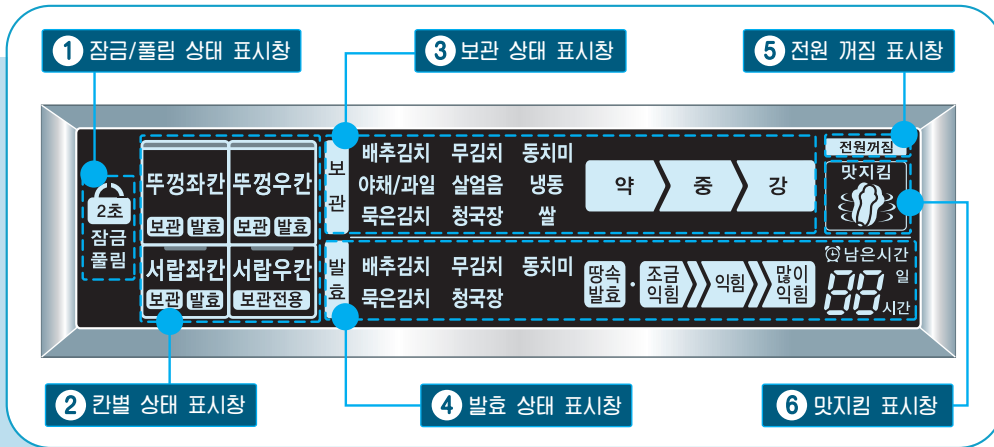 1 잠금/풀림 상태 표시창
3 보관 상태 표시창
5 전원 꺼짐 표시창
2초
잠금
풀림
뚜껑좌칸 뚜껑우칸
보관 발효 보관 발효
서랍좌칸 서랍우칸
보관 발효 보관전용
보관
배추김치 무김치 동치미
야채/과일 살얼음 냉동
묵은김치 청국장 쌀
약 중 강
전원꺼짐
맛지킴
발효
배추김치 무김치 동치미
묵은김치 청국장
땅속발효 · 조금익힘 익힘 많이익힘
남은시간
88 일
시간
2 칸별 상태 표시창
4 발효 상태 표시창
6 맛지킴 표시창